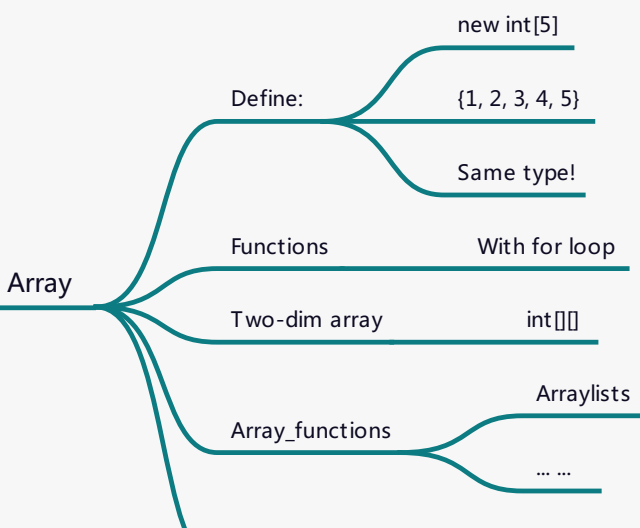 new int[5]
Define:
{1, 2, 3, 4, 5}
Same type!
Functions
With for loop
Array
Two-dim array
int[][]
Arraylists
Array_functions
... ...